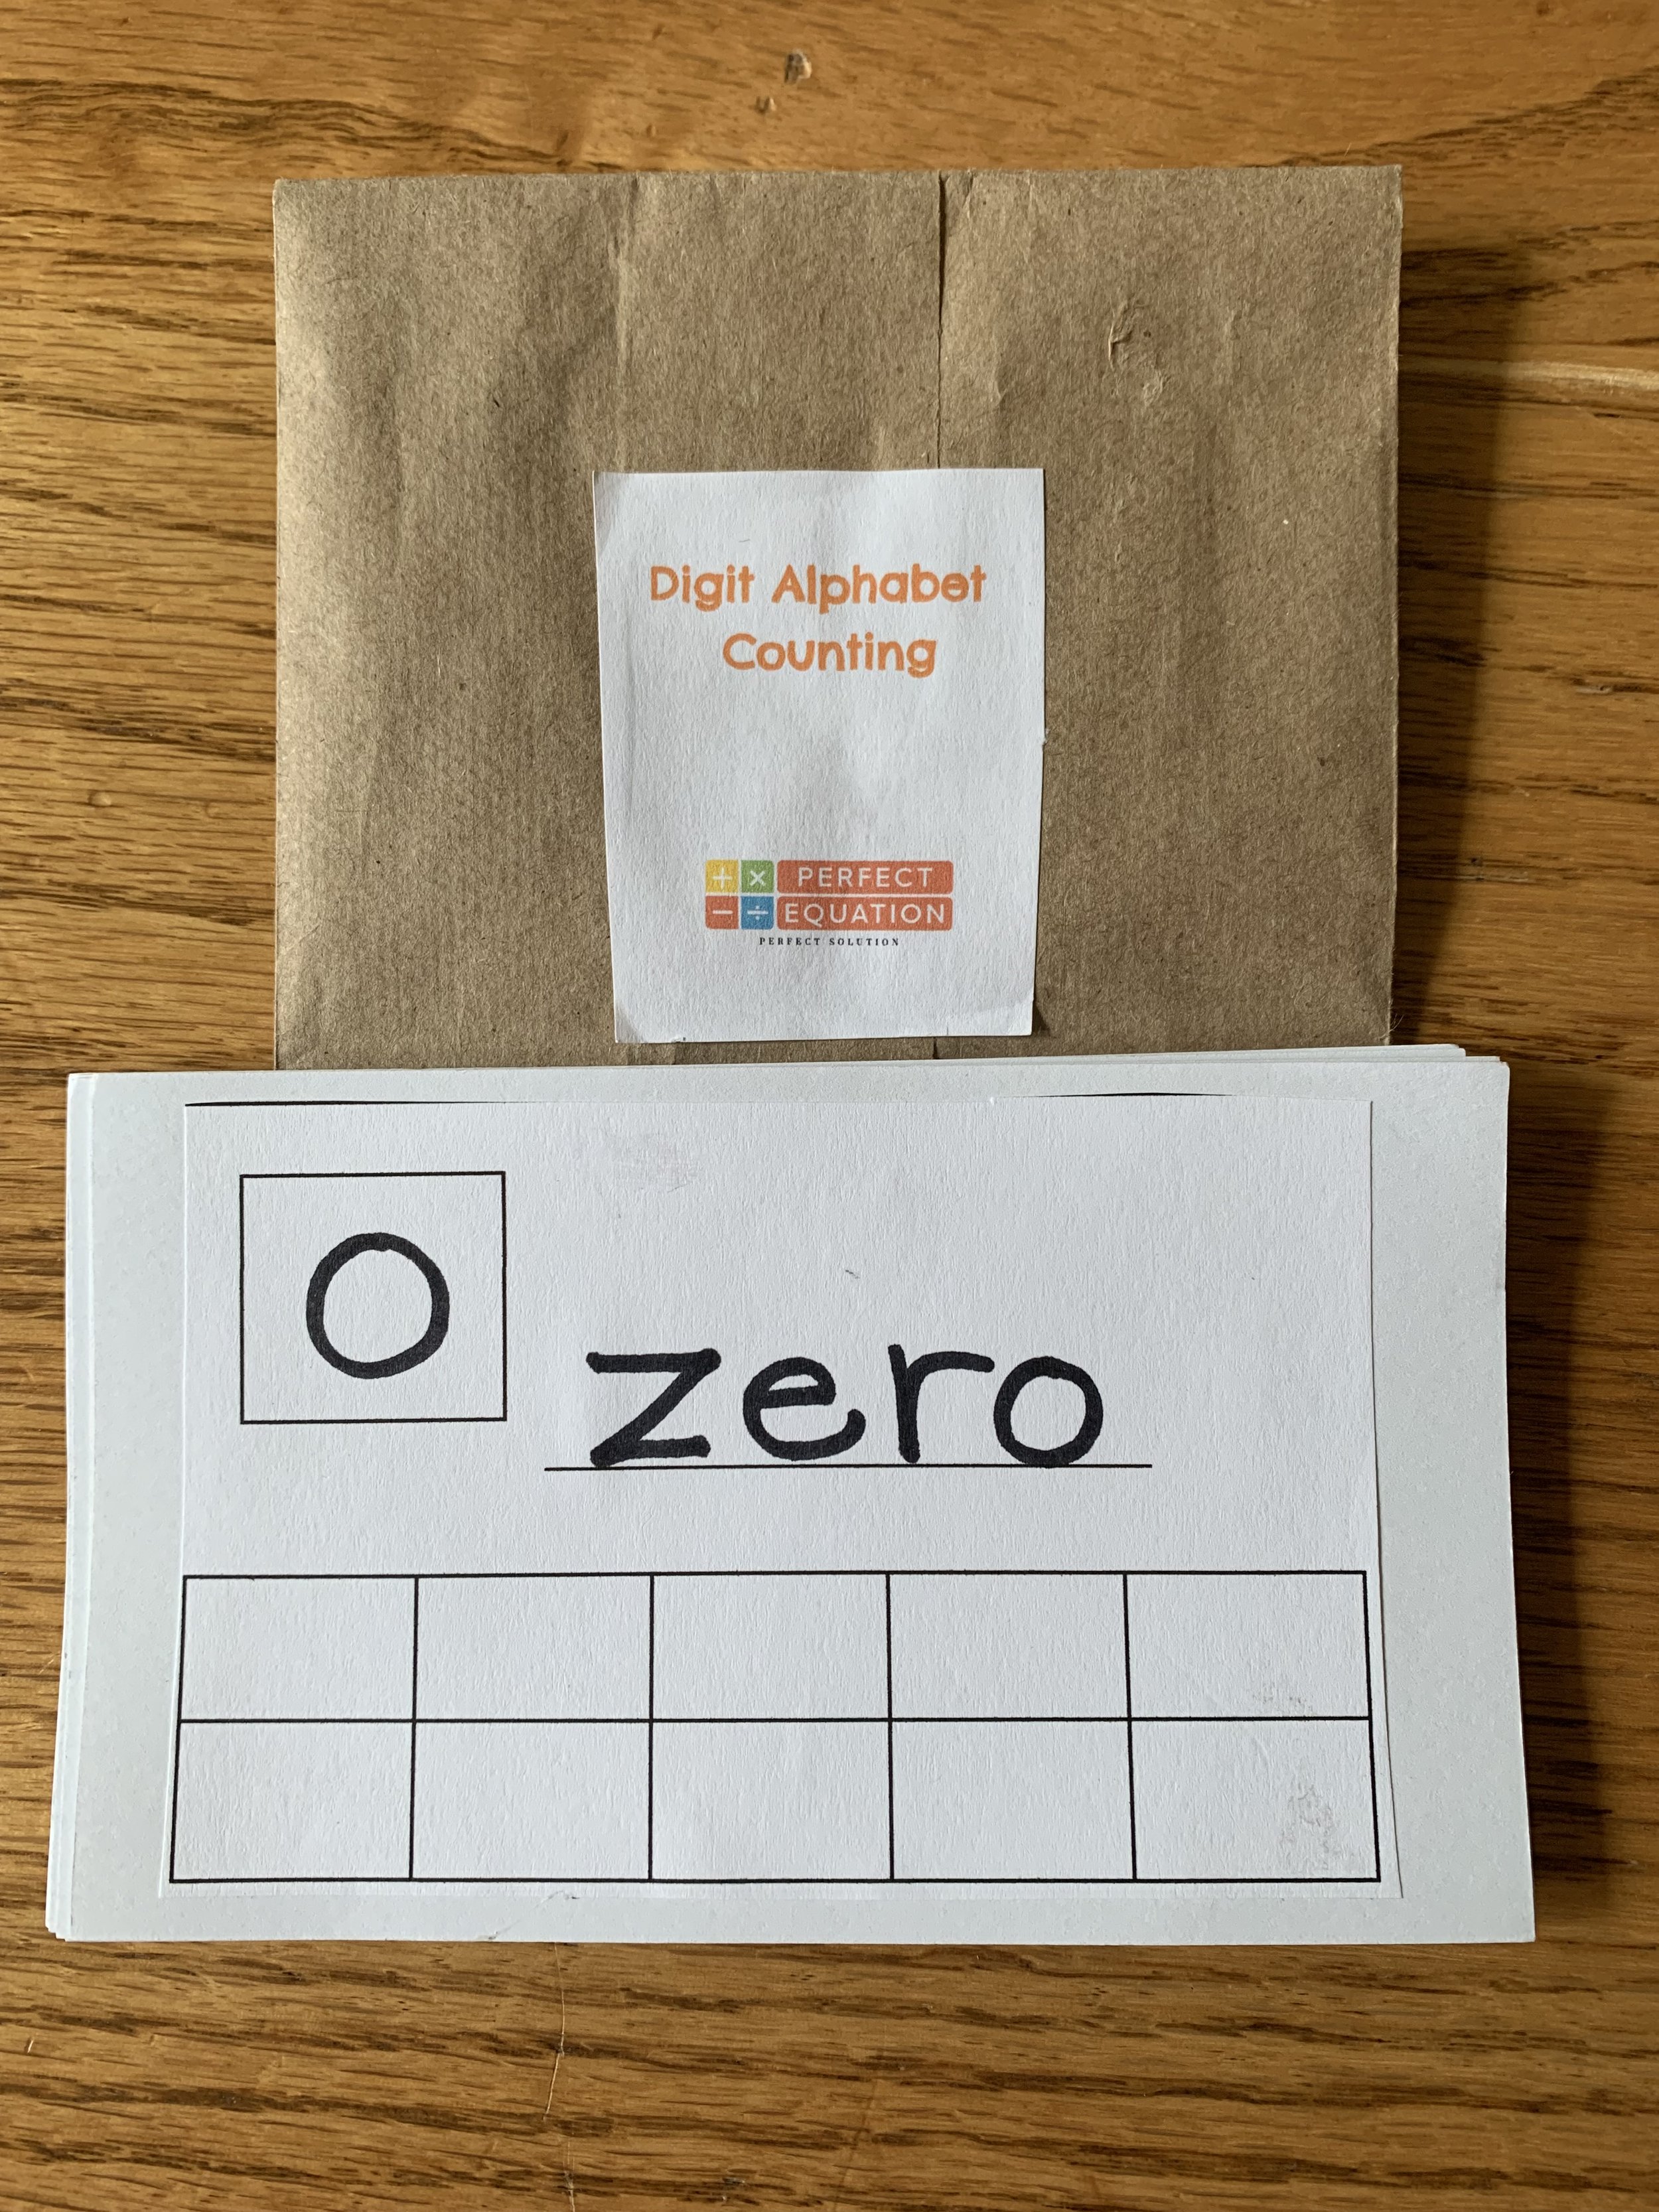 Digit Alphabet
Counting
+ × PERFECT
− ÷ EQUATION
PERFECT SOLUTION
0
zero